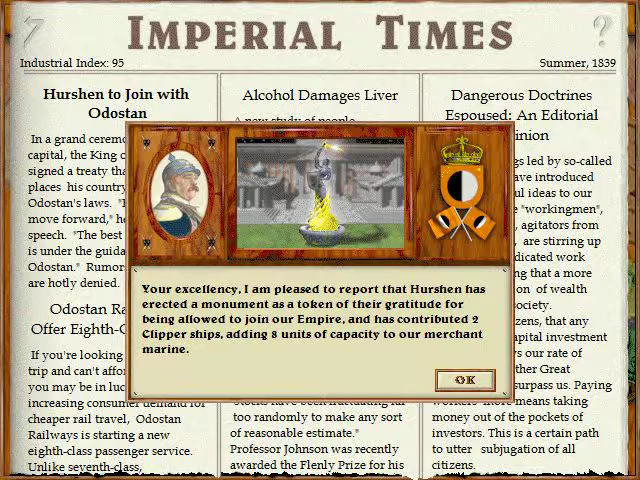 IMPERIAL TIMES
?
Industrial Index: 95
Summer, 1839
Hurshen to Join with
Odostan
In a grand ceremo
capital, the King o
signed a treaty tha
places his country
Odostan's laws. "I
move forward," he
speech. "The best
is under the guida
Odostan." Rumor
are hotly denied.
Odostan Ra
Offer Eighth-C
If you're looking
trip and can't affor
you may be in luc
increasing consumer demand for
cheaper rail travel, Odostan
Railways is starting a new
eighth-class passenger service.
Unlike seventh-class,
Alcohol Damages Liver
A new study of people
too randomly to make any sort
of reasonable estimate."
Professor Johnson was recently
awarded the Flenly Prize for his
Dangerous Doctrines
Espoused: An Editorial
inion
gs led by so-called
ave introduced
ul ideas to our
"workingmen",
agitators from
are stirring up
dicated work
ng that a more
on of wealth
society.
izens, that any
apital investment
s our rate of
ther Great
surpass us. Paying
workers more means taking
money out of the pockets of
investors. This is a certain path
to utter subjugation of all
citizens.
Your excellency, I am pleased to report that Hurshen has
erected a monument as a token of their gratitude for
being allowed to join our Empire, and has contributed 2
Clipper ships, adding 8 units of capacity to our merchant
marine.
OK